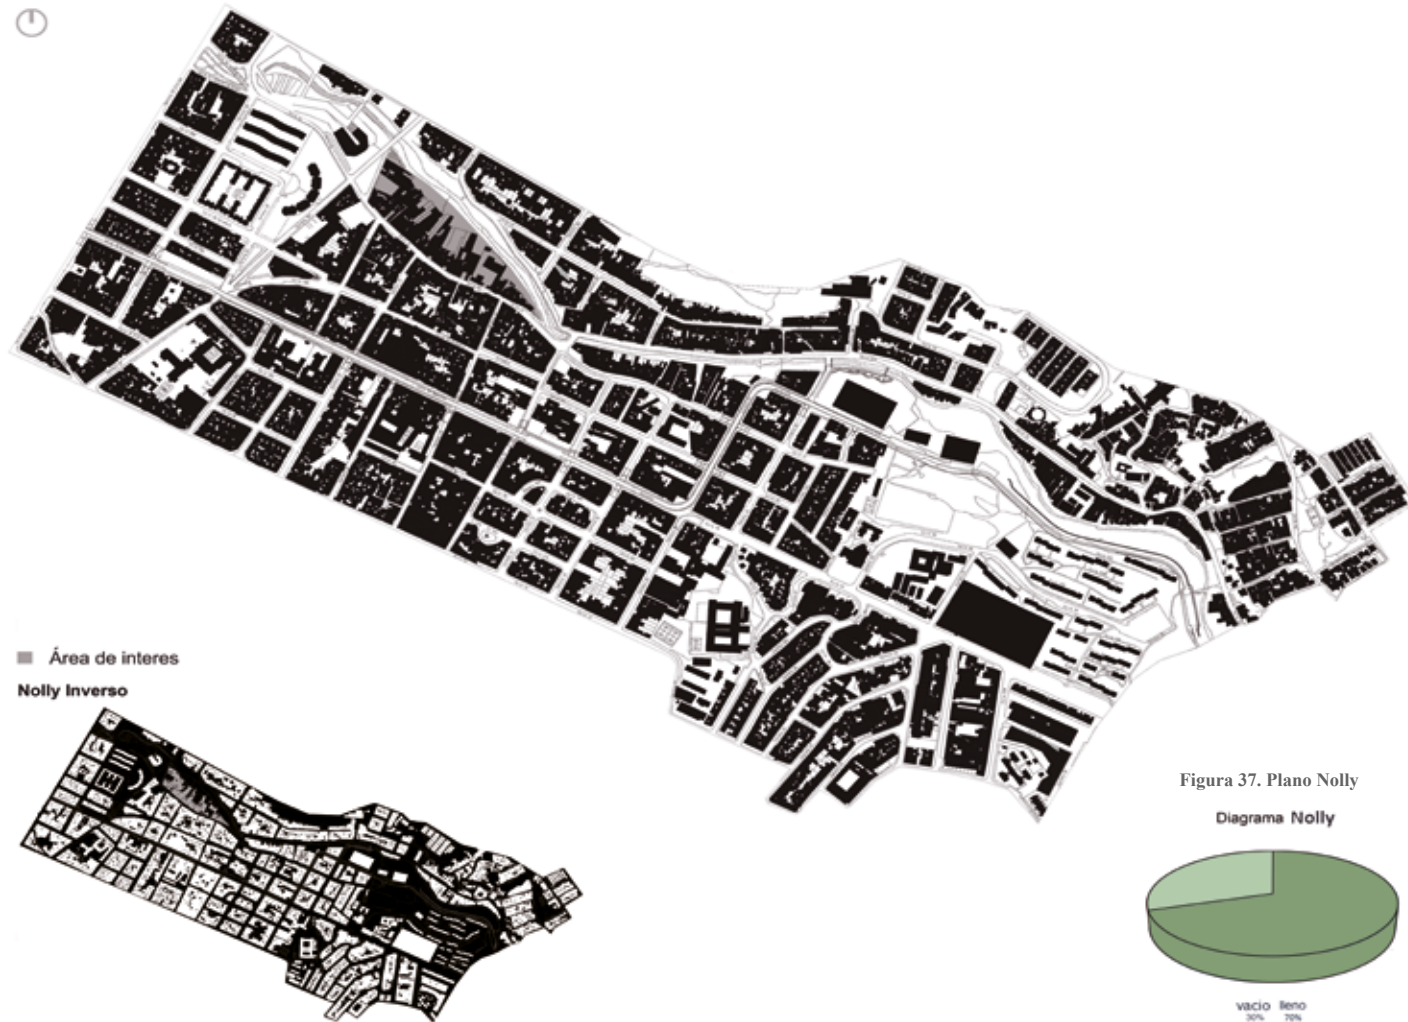 Área de interes
Nolly Inverso
Figura 37. Plano Nolly
Diagrama Nolly
vacio lleno
30% 70%